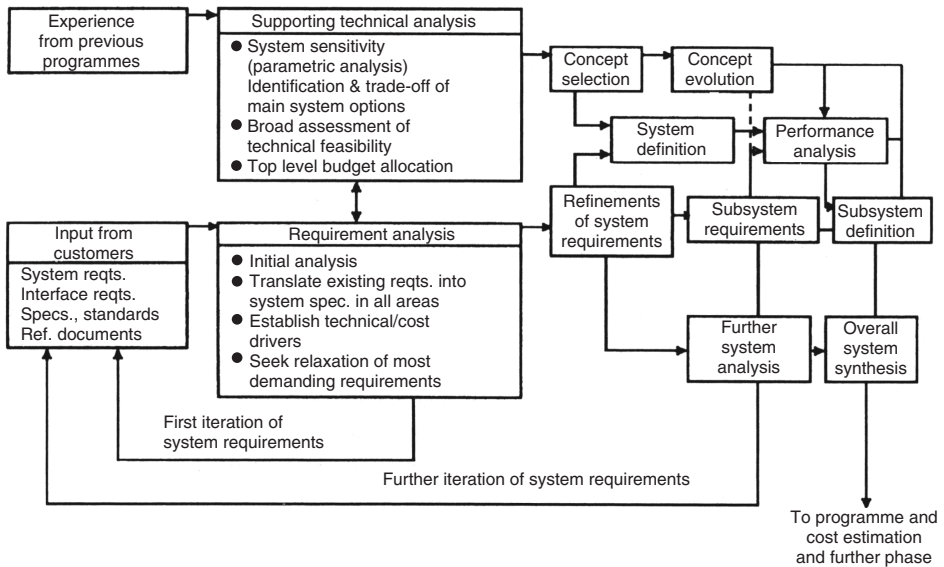 Experience
from previous
programmes
Supporting technical analysis
● System sensitivity
(parametric analysis)
Identification & trade-off of
main system options
● Broad assessment of
technical feasibility
● Top level budget allocation
Concept
selection
Concept
evolution
System
definition
Performance
analysis
Input from
customers
System reqts.
Interface reqts.
Specs., standards
Ref. documents
Requirement analysis
● Initial analysis
● Translate existing reqts. into
system spec. in all areas
● Establish technical/cost
drivers
● Seek relaxation of most
demanding requirements
Refinements
of system
requirements
Subsystem
requirements
Subsystem
definition
Further
system
analysis
Overall
system
synthesis
First iteration of
system requirements
Further iteration of system requirements
To programme and
cost estimation
and further phase